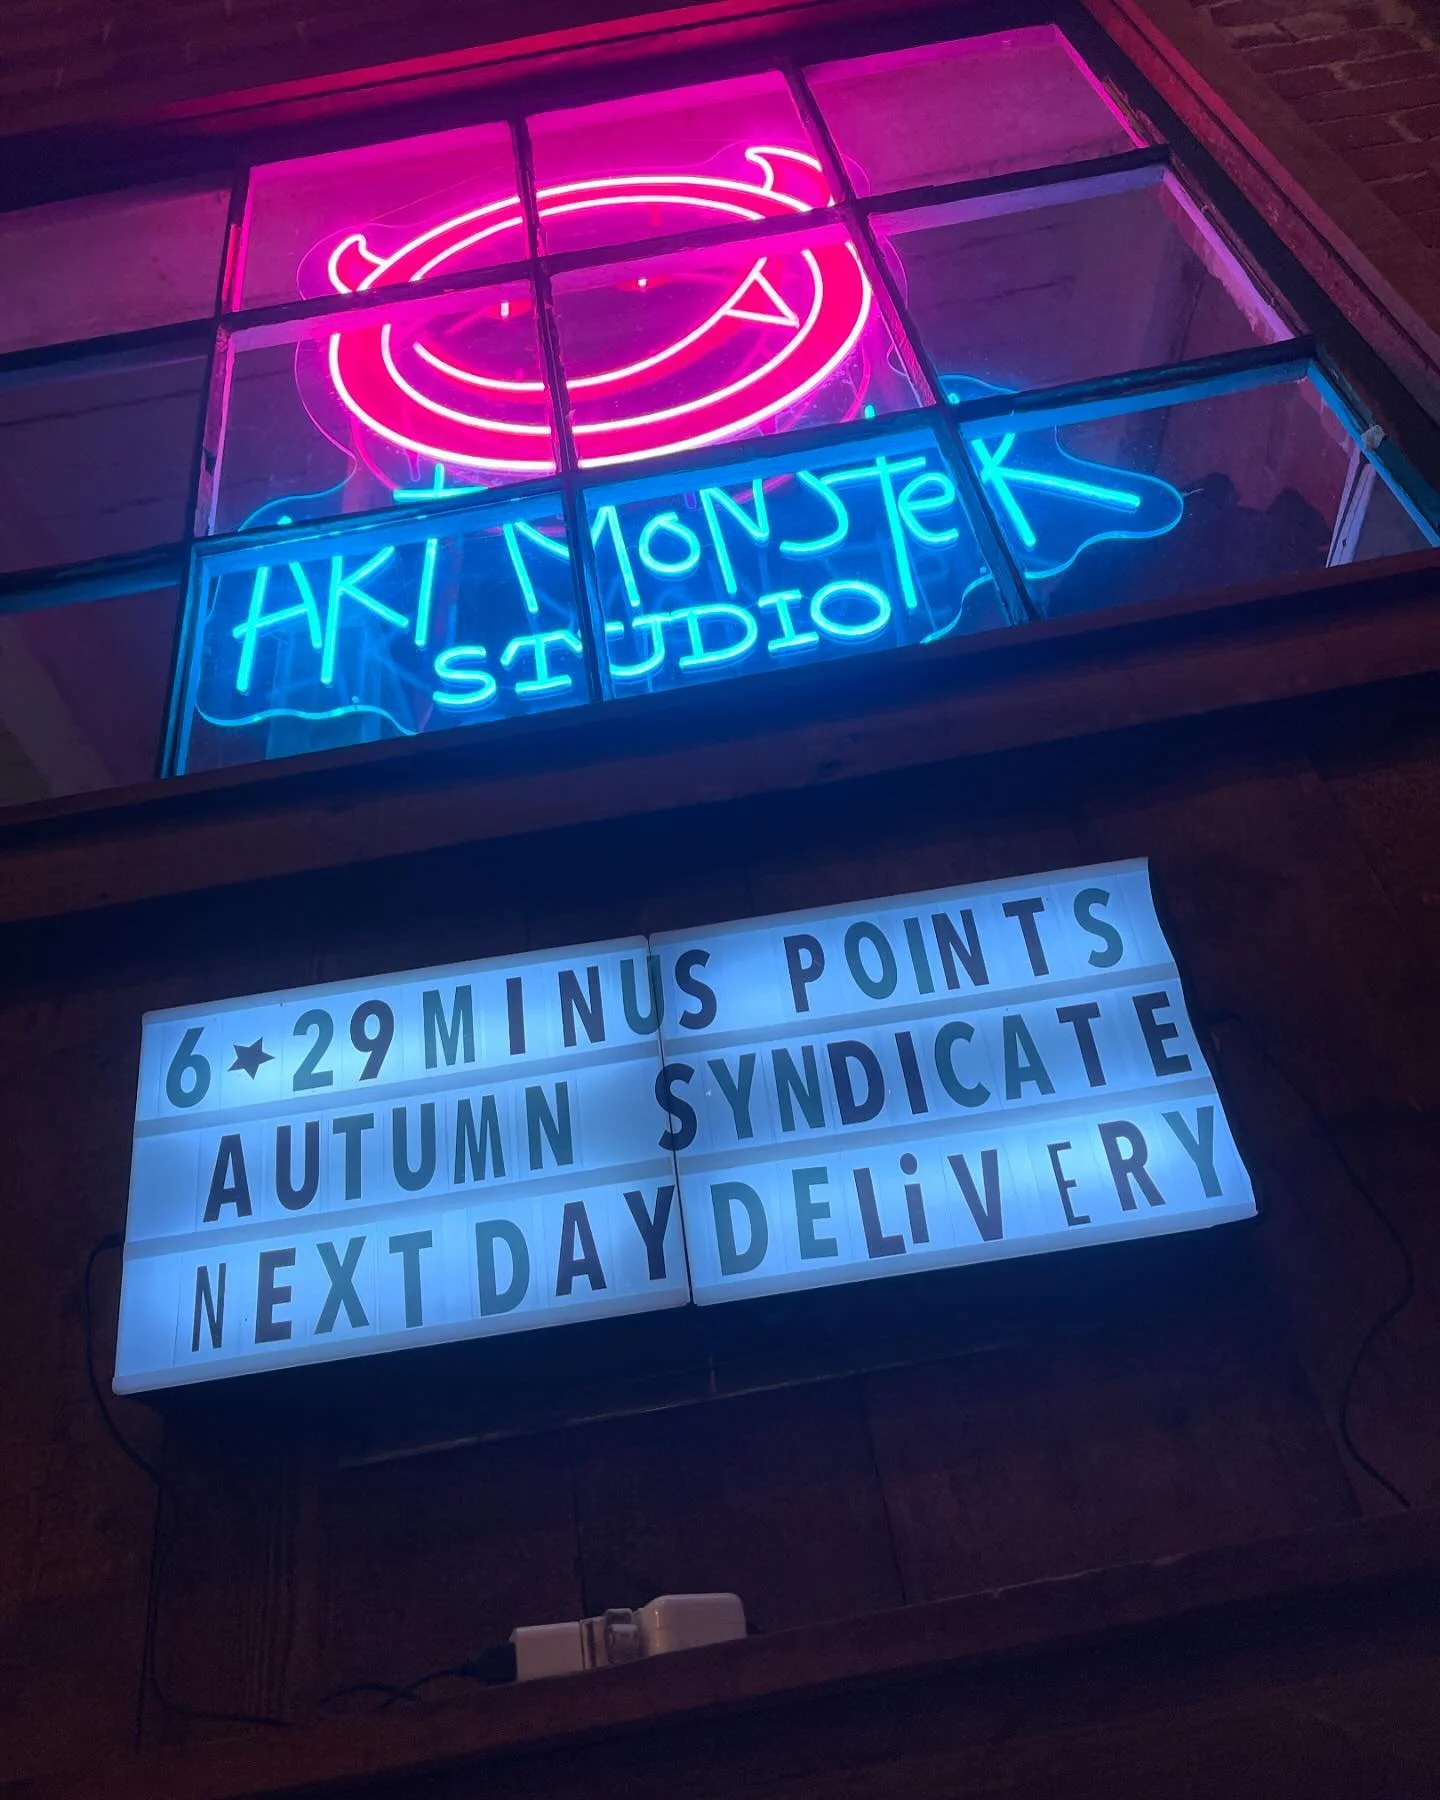 AKi MONSTeR
STUDIO
6★29 MINUS POINTS
AUTUMN SYNDICATE
NEXT DAY DELiVERY